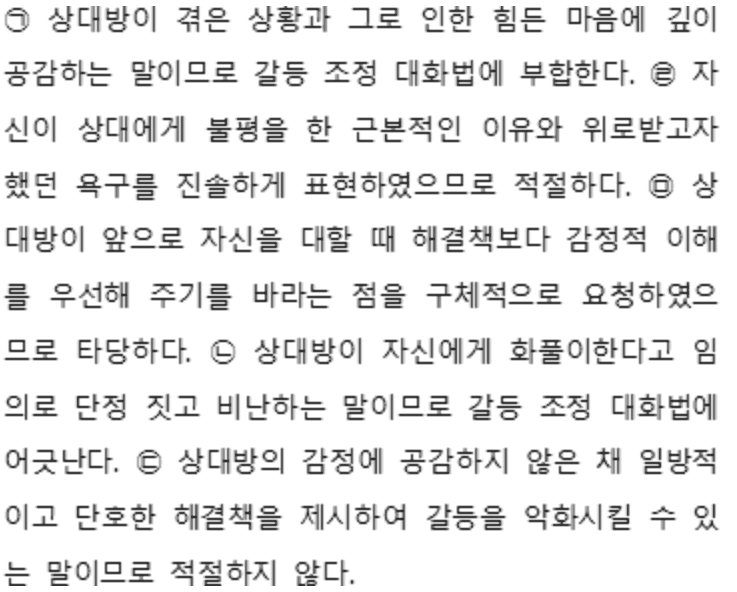 ㉠ 상대방이 겪은 상황과 그로 인한 힘든 마음에 깊이
공감하는 말이므로 갈등 조정 대화법에 부합한다. ㉣ 자
신이 상대에게 불평을 한 근본적인 이유와 위로받고자
했던 욕구를 진솔하게 표현하였으므로 적절하다. ㉤ 상
대방이 앞으로 자신을 대할 때 해결책보다 감정적 이해
를 우선해 주기를 바라는 점을 구체적으로 요청하였으
므로 타당하다. ㉡ 상대방이 자신에게 화풀이한다고 임
의로 단정 짓고 비난하는 말이므로 갈등 조정 대화법에
어긋난다. ㉢ 상대방의 감정에 공감하지 않은 채 일방적
이고 단호한 해결책을 제시하여 갈등을 악화시킬 수 있
는 말이므로 적절하지 않다.